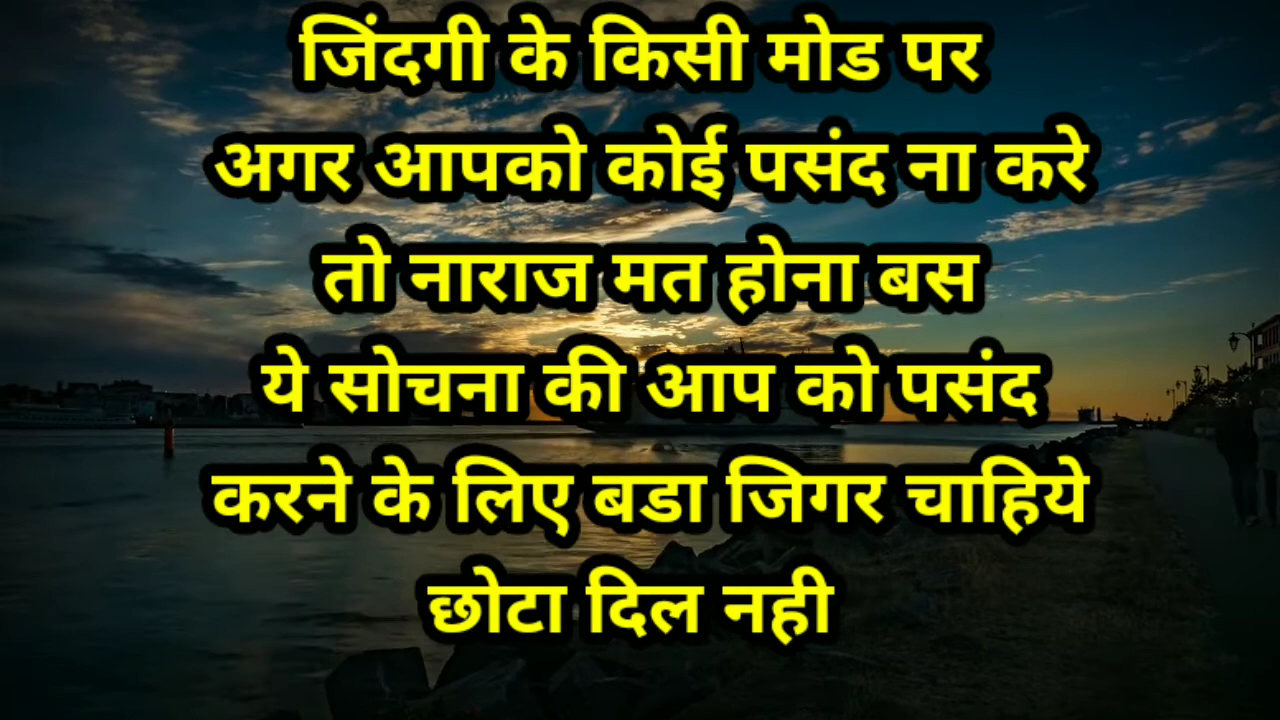 जिंदगी के किसी मोड पर
अगर आपको कोई पसंद ना करे
तो नाराज मत होना बस
ये सोचना की आप को पसंद
करने के लिए बडा जिगर चाहिये
छोटा दिल नही